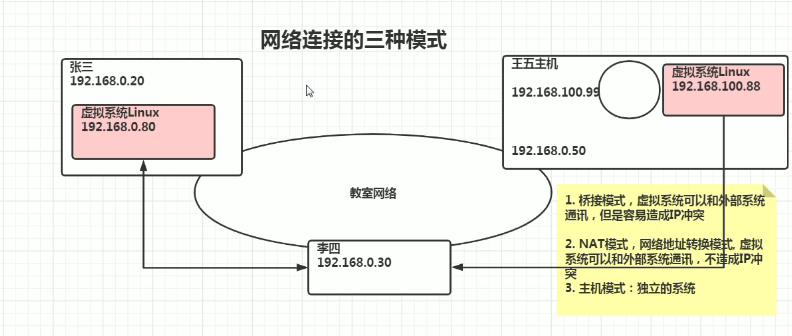 网络连接的三种模式
张三
192.168.0.20
虚拟系统Linux
192.168.0.80
王五主机
192.168.100.99
192.168.0.50
虚拟系统Linux
192.168.100.88
教室网络
李四
192.168.0.30
1. 桥接模式，虚拟系统可以和外部系统
通讯，但是容易造成IP冲突
2. NAT模式，网络地址转换模式, 虚拟
系统可以和外部系统通讯，不造成IP冲
突
3. 主机模式：独立的系统